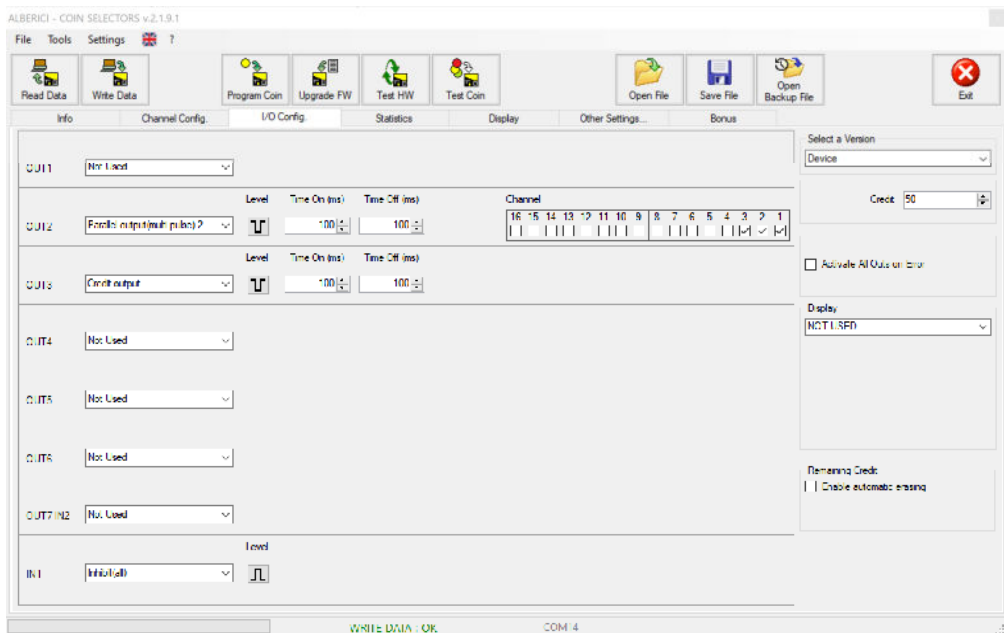 ALBERICI - COIN SELECTORS v.2.1.9.1
File Tools Settings ?
Read Data Write Data Program Coin Upgrade FW Test HW Test Coin Open File Save File Open Backup File Exit
Info Channel Config. I/O Config. Statistics Display Other Settings... Bonus
Select a Version
Device
OUT1 Not Used
Credit 50
Level Time On (ms) Time Off (ms) Channel
16 15 14 13 12 11 10 9 8 7 6 5 4 3 2 1
OUT2 Parallel output(multi pulse) 2 100 100
Level Time On (ms) Time Off (ms)
Activate All Outs on Error
OUT3 Credit output 100 100
Display
NOT USED
OUT4 Not Used
OUT5 Not Used
OUT6 Not Used
Remaining Credit
Enable automatic erasing
OUT7 IN2 Not Used
Level
IN1 Inhibit(all)
WRITE DATA : OK COM14